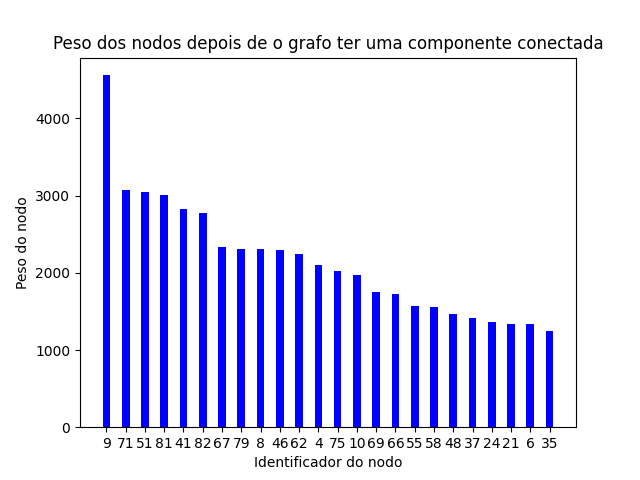 Peso dos nodos depois de o grafo ter uma componente conectada
4000
3000
2000
1000
0
Peso do nodo
9 71 51 81 41 82 67 79 8 46 62 4 75 10 69 66 55 58 48 37 24 21 6 35
Identificador do nodo